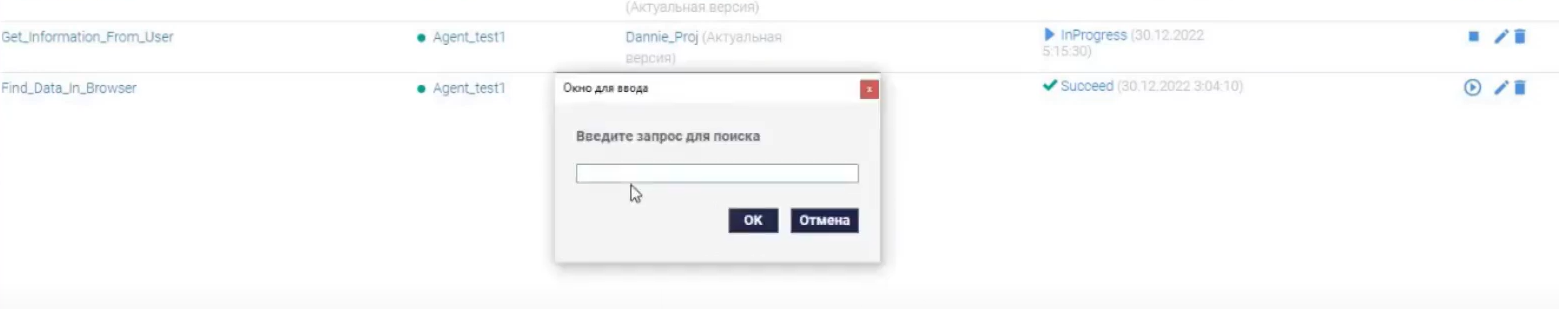 (Актуальная версия)
Get_Information_From_User
Agent_test1
Dannie_Proj (Актуальная
версия)
InProgress (30.12.2022
5:15:30)
Find_Data_In_Browser
Agent_test1
Succeed (30.12.2022 3:04:10)
Окно для ввода
x
Введите запрос для поиска
OK
Отмена